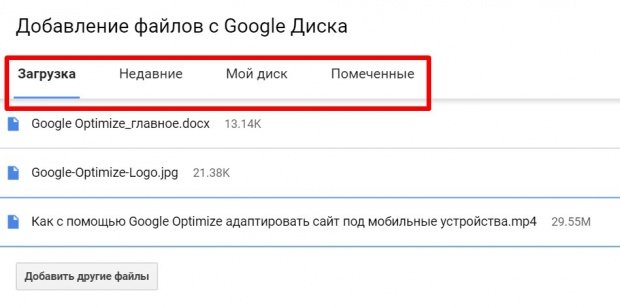 Добавление файлов с Google Диска
Загрузка Недавние Мой диск Помеченные
Google Optimize_главное.docx 13.14K
Google-Optimize-Logo.jpg 21.38K
Как с помощью Google Optimize адаптировать сайт под мобильные устройства.mp4 29.55M
Добавить другие файлы